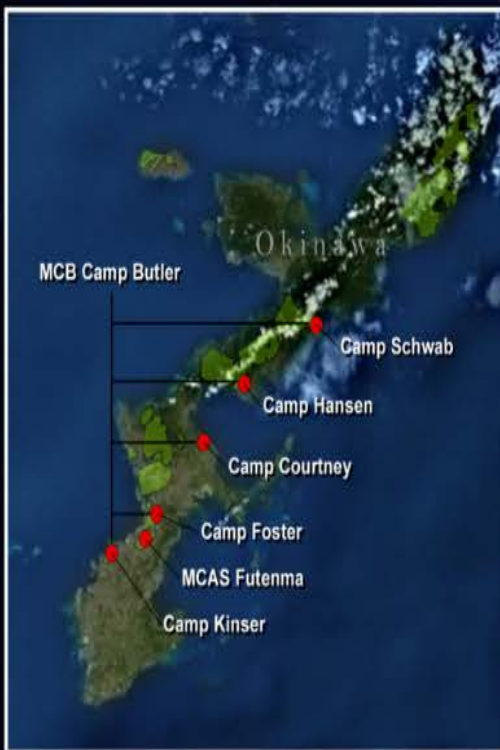 Okinawa
MCB Camp Butler
Camp Schwab
Camp Hansen
Camp Courtney
Camp Foster
MCAS Futenma
Camp Kinser